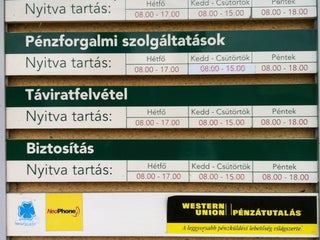 Nyitva tartás: 08.00 - 17.00 08.00 - 15.00 08.00 - 18.00
Pénzforgalmi szolgáltatások
Hétfő Kedd - Csütörtök Péntek
Nyitva tartás: 08.00 - 17.00 08.00 - 15.00 08.00 - 18.00
Táviratfelvétel
Hétfő Kedd - Csütörtök Péntek
Nyitva tartás: 08.00 - 17.00 08.00 - 15.00 08.00 - 18.00
Biztosítás
Hétfő Kedd - Csütörtök Péntek
Nyitva tartás: 08.00 - 17.00 08.00 - 15.00 08.00 - 18.00
NeoPhone
WESTERN
UNION PÉNZÁTUTALÁS
A leggyorsabb pénzküldési lehetőség világszerte